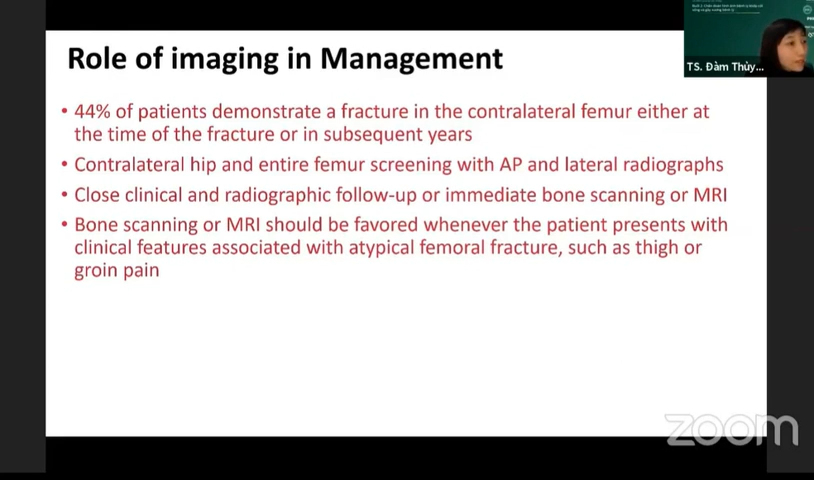 Role of imaging in Management
• 44% of patients demonstrate a fracture in the contralateral femur either at
the time of the fracture or in subsequent years
• Contralateral hip and entire femur screening with AP and lateral radiographs
• Close clinical and radiographic follow-up or immediate bone scanning or MRI
• Bone scanning or MRI should be favored whenever the patient presents with
clinical features associated with atypical femoral fracture, such as thigh or
groin pain
TS. Đàm Thủy...
zoom